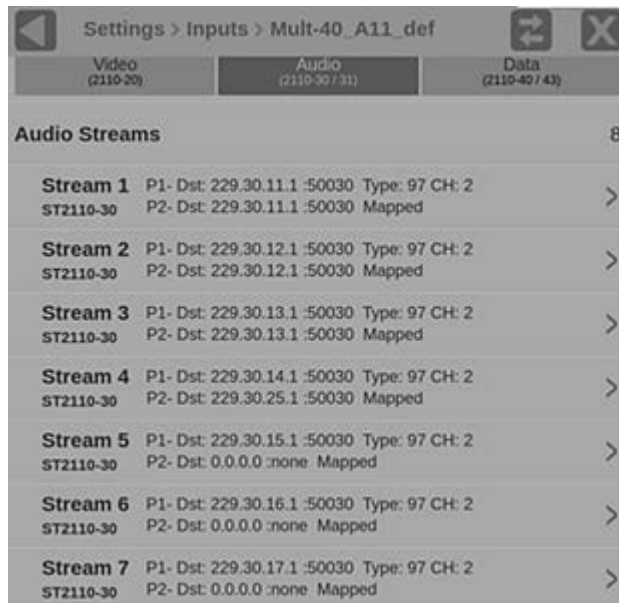 Settings > Inputs > Mult-40_A11_def
Video
(2110-20)
Audio
(2110-30 / 31)
Data
(2110-40 / 43)
Audio Streams 8
Stream 1 P1- Dst: 229.30.11.1 :50030 Type: 97 CH: 2
ST2110-30 P2- Dst: 229.30.11.1 :50030 Mapped
Stream 2 P1- Dst: 229.30.12.1 :50030 Type: 97 CH: 2
ST2110-30 P2- Dst: 229.30.12.1 :50030 Mapped
Stream 3 P1- Dst: 229.30.13.1 :50030 Type: 97 CH: 2
ST2110-30 P2- Dst: 229.30.13.1 :50030 Mapped
Stream 4 P1- Dst: 229.30.14.1 :50030 Type: 97 CH: 2
ST2110-30 P2- Dst: 229.30.25.1 :50030 Mapped
Stream 5 P1- Dst: 229.30.15.1 :50030 Type: 97 CH: 2
ST2110-30 P2- Dst: 0.0.0.0 :none Mapped
Stream 6 P1- Dst: 229.30.16.1 :50030 Type: 97 CH: 2
ST2110-30 P2- Dst: 0.0.0.0 :none Mapped
Stream 7 P1- Dst: 229.30.17.1 :50030 Type: 97 CH: 2
ST2110-30 P2- Dst: 0.0.0.0 :none Mapped